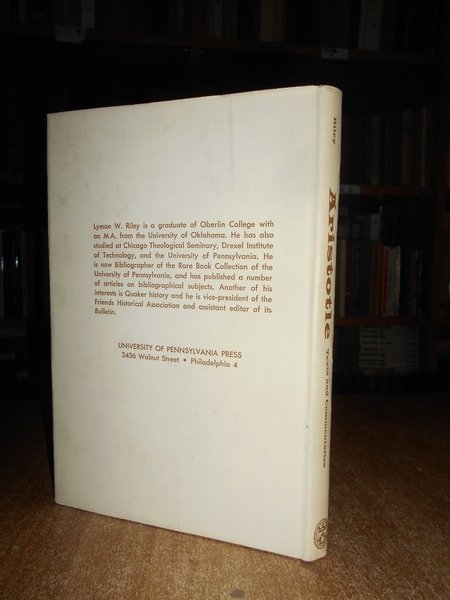 Lyman W. Riley is a graduate of Oberlin College with
an M.A. from the University of Oklahoma. He has also
studied at Chicago Theological Seminary, Drexel Institute
of Technology, and the University of Pennsylvania. He
is now Bibliographer of the Rare Book Collection of the
University of Pennsylvania, and has published a number
of articles on bibliographical subjects. Another of his
interests is Quaker history and he is vice-president of the
Friends Historical Association and assistant editor of its
Bulletin.
UNIVERSITY OF PENNSYLVANIA PRESS
3436 Walnut Street • Philadelphia 4
Riley
Aristotle
Texts and Commentaries